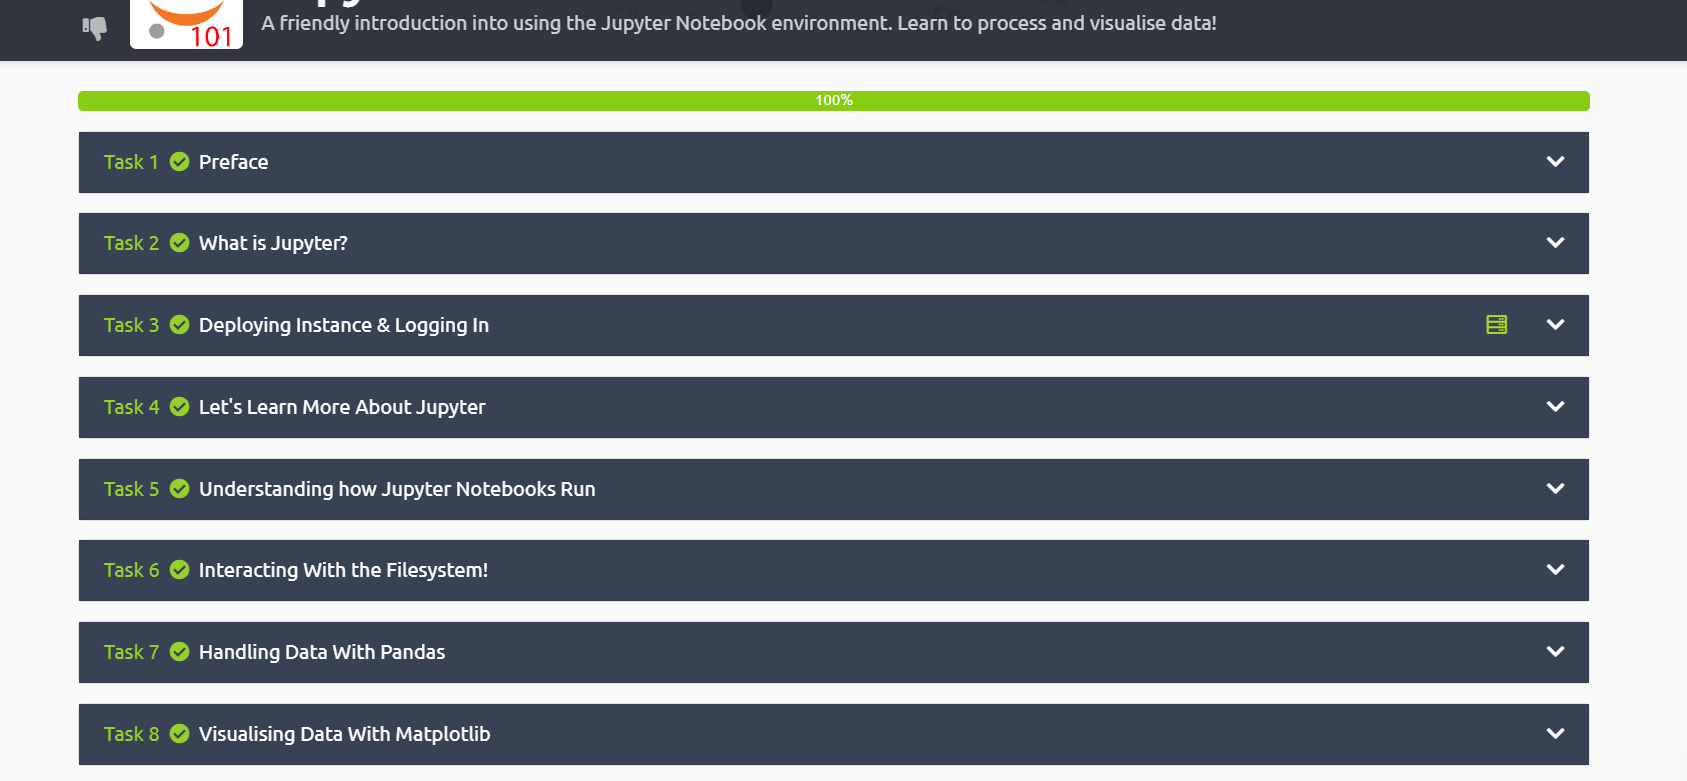 101
A friendly introduction into using the Jupyter Notebook environment. Learn to process and visualise data!
100%
Task 1 Preface
Task 2 What is Jupyter?
Task 3 Deploying Instance & Logging In
Task 4 Let's Learn More About Jupyter
Task 5 Understanding how Jupyter Notebooks Run
Task 6 Interacting With the Filesystem!
Task 7 Handling Data With Pandas
Task 8 Visualising Data With Matplotlib